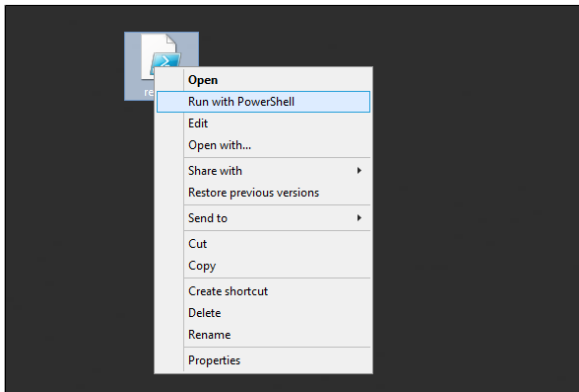 Open
Run with PowerShell
Edit
Open with...
Share with
Restore previous versions
Send to
Cut
Copy
Create shortcut
Delete
Rename
Properties